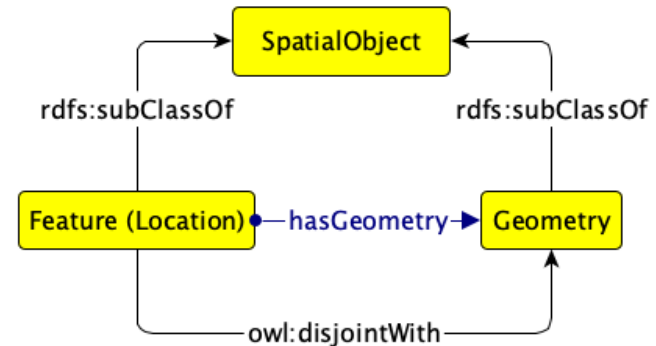 SpatialObject
rdfs:subClassOf
rdfs:subClassOf
Feature (Location)
hasGeometry
Geometry
owl:disjointWith